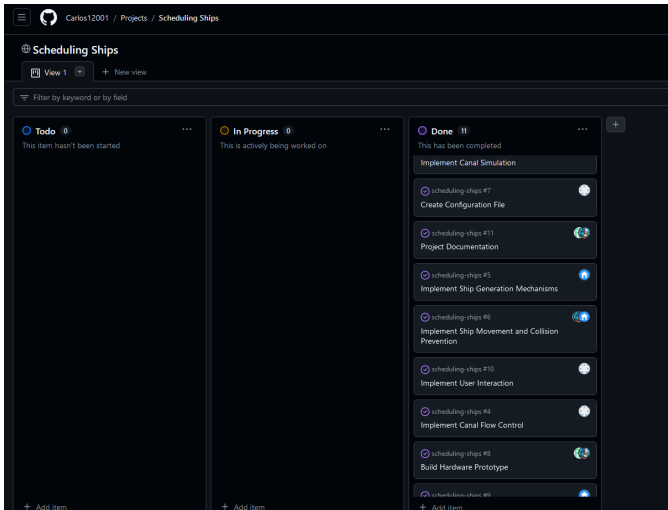 Carlos12001 / Projects / Scheduling Ships
Scheduling Ships
View 1
+ New view
Filter by keyword or by field
Todo 0
This item hasn't been started
+ Add item
In Progress 0
This is actively being worked on
+ Add item
Done 11
This has been completed
Implement Canal Simulation
scheduling-ships #7
Create Configuration File
scheduling-ships #11
Project Documentation
scheduling-ships #5
Implement Ship Generation Mechanisms
scheduling-ships #6
Implement Ship Movement and Collision
Prevention
scheduling-ships #10
Implement User Interaction
scheduling-ships #4
Implement Canal Flow Control
scheduling-ships #8
Build Hardware Prototype
scheduling-ships #9
+ Add item